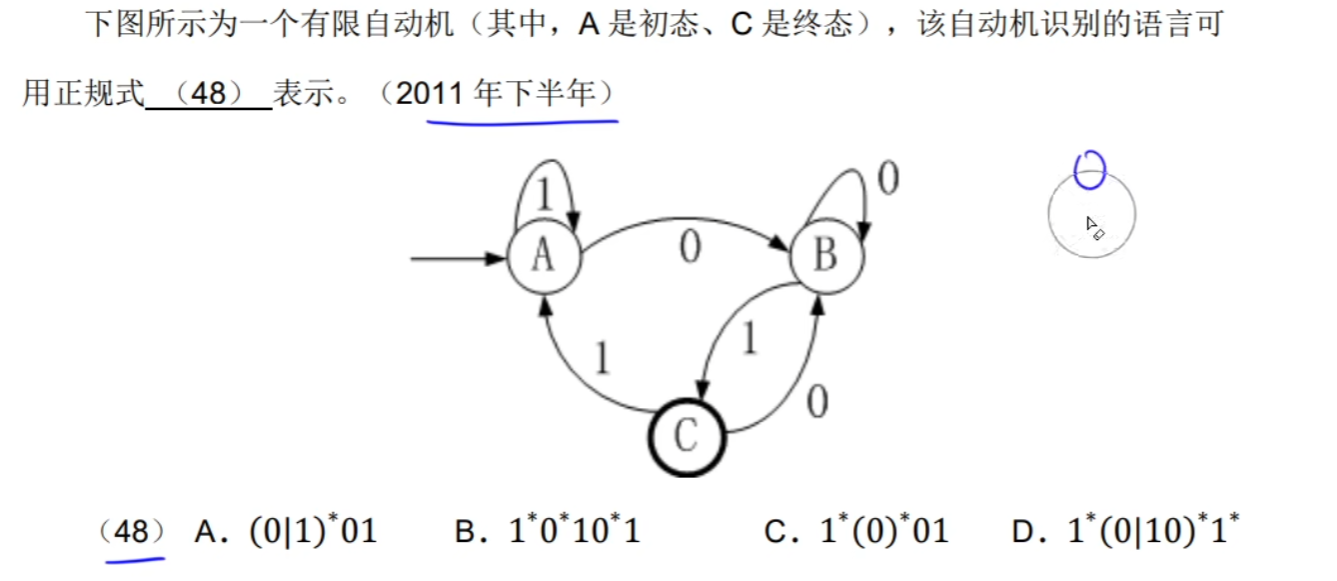 下图所示为一个有限自动机（其中，A 是初态、C 是终态），该自动机识别的语言可
用正规式 （48） 表示。（2011 年下半年）
1
0
0
A
B
1
1
0
C
（48） A. (0|1)*01 B. 1*0*10*1 C. 1*(0)*01 D. 1*(0|10)*1*